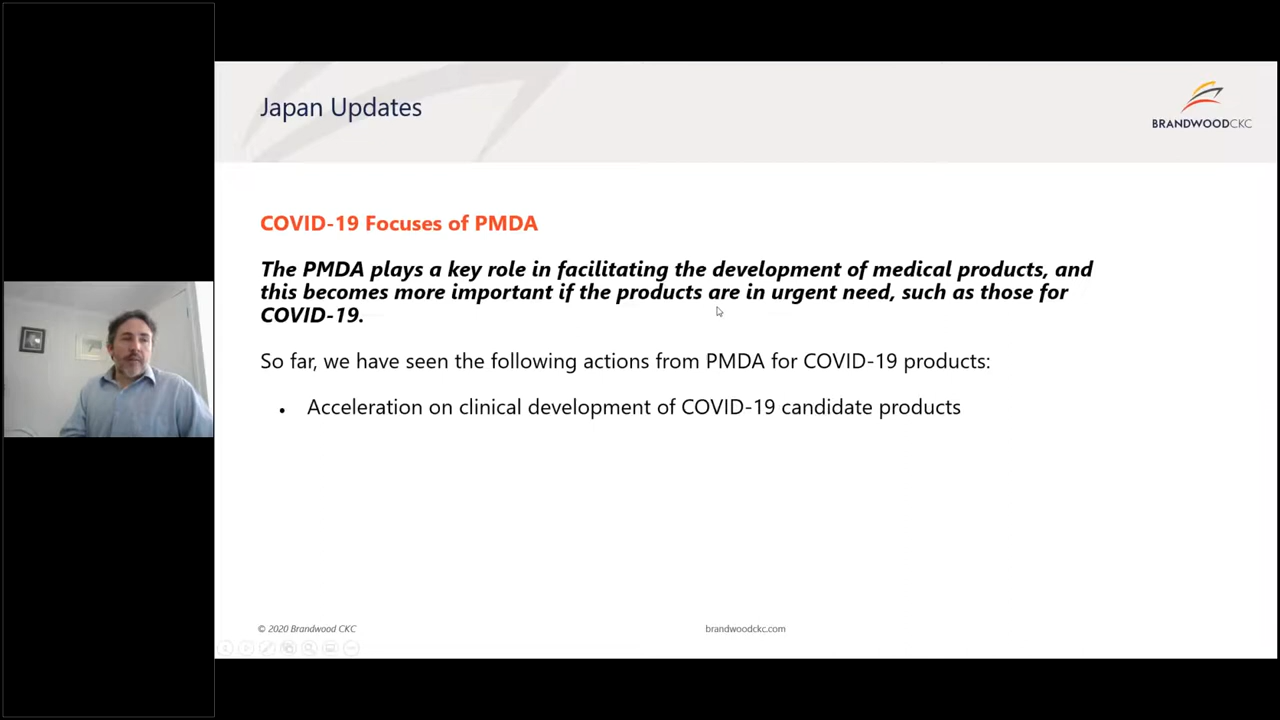 Japan Updates
BRANDWOODCKC
COVID-19 Focuses of PMDA
The PMDA plays a key role in facilitating the development of medical products, and
this becomes more important if the products are in urgent need, such as those for
COVID-19.
So far, we have seen the following actions from PMDA for COVID-19 products:
• Acceleration on clinical development of COVID-19 candidate products
© 2020 Brandwood CKC
brandwoodckc.com